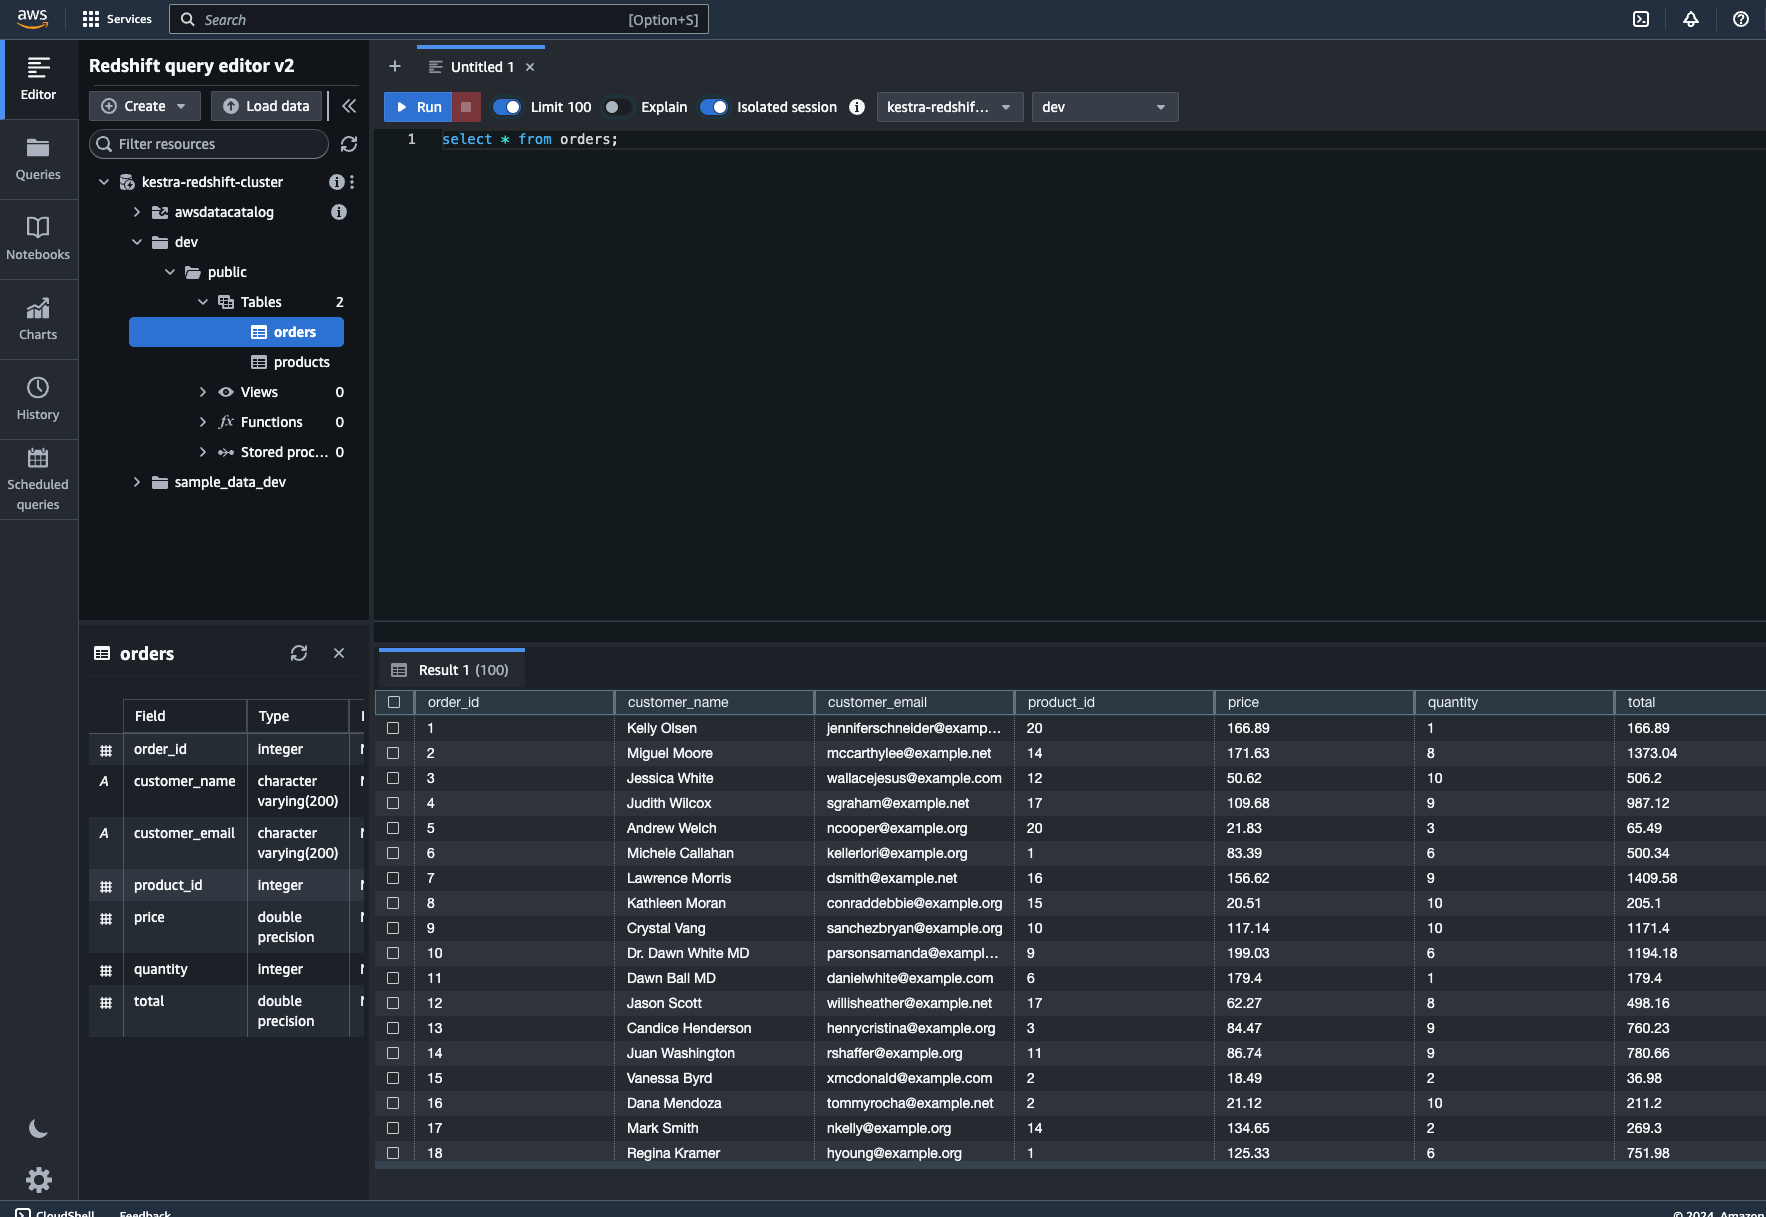 aws
Services
Search
[Option+S]
Editor
Queries
Notebooks
Charts
History
Scheduled
queries
Redshift query editor v2
Create
Load data
Filter resources
kestra-redshift-cluster
awsdatacatalog
dev
public
Tables 2
orders
products
Views 0
fx Functions 0
Stored proc... 0
sample_data_dev
orders
Field Type
order_id integer
A customer_name character
varying(200)
A customer_email character
varying(200)
product_id integer
price double
precision
quantity integer
total double
precision
+ Untitled 1 ×
Run Limit 100 Explain Isolated session kestra-redshif... dev
1 select * from orders;
Result 1 (100)
order_id customer_name customer_email product_id price quantity total
1 Kelly Olsen jenniferschneider@examp... 20 166.89 1 166.89
2 Miguel Moore mccarthylee@example.net 14 171.63 8 1373.04
3 Jessica White wallacejesus@example.com 12 50.62 10 506.2
4 Judith Wilcox sgraham@example.net 17 109.68 9 987.12
5 Andrew Welch ncooper@example.org 20 21.83 3 65.49
6 Michele Callahan kellerlori@example.org 1 83.39 6 500.34
7 Lawrence Morris dsmith@example.net 16 156.62 9 1409.58
8 Kathleen Moran conraddebbie@example.org 15 20.51 10 205.1
9 Crystal Vang sanchezbryan@example.org 10 117.14 10 1171.4
10 Dr. Dawn White MD parsonsamanda@exampl... 9 199.03 6 1194.18
11 Dawn Ball MD danielwhite@example.com 6 179.4 1 179.4
12 Jason Scott willisheather@example.net 17 62.27 8 498.16
13 Candice Henderson henrycristina@example.org 3 84.47 9 760.23
14 Juan Washington rshaffer@example.org 11 86.74 9 780.66
15 Vanessa Byrd xmcdonald@example.com 2 18.49 2 36.98
16 Dana Mendoza tommyrocha@example.net 2 21.12 10 211.2
17 Mark Smith nkelly@example.org 14 134.65 2 269.3
18 Regina Kramer hyoung@example.org 1 125.33 6 751.98
CloudShell Feedback
© 2024, Amazon